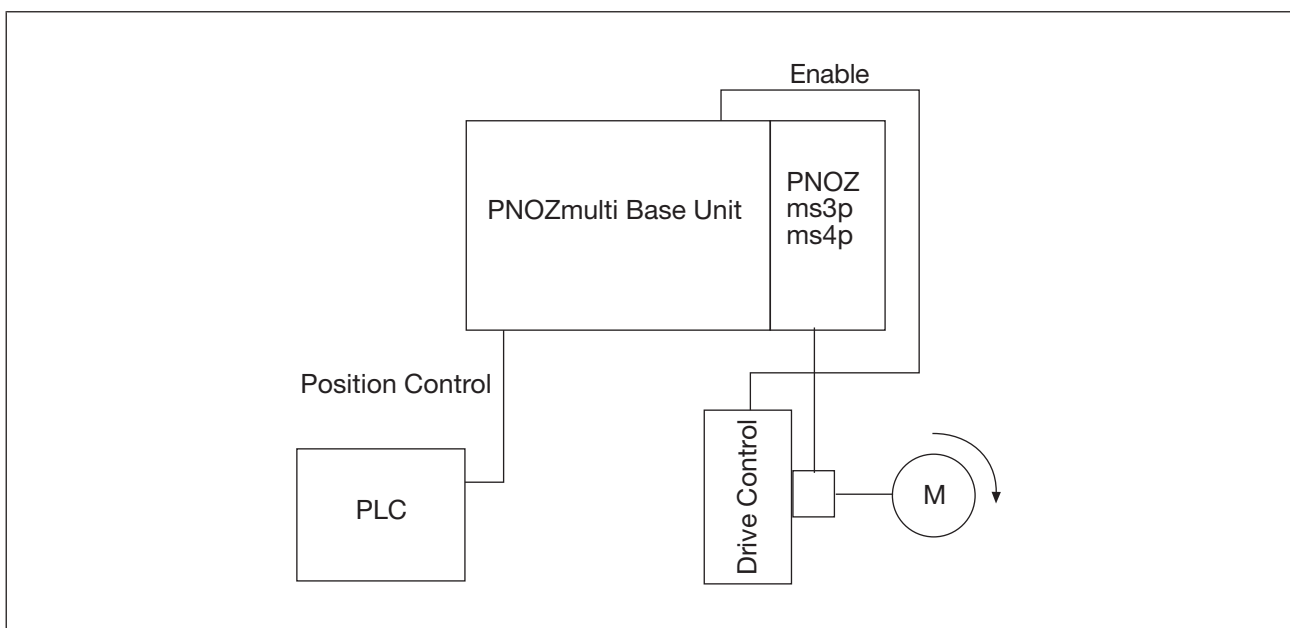 Enable
PNOZmulti Base Unit
PNOZ
ms3p
ms4p
Position Control
PLC
Drive Control
M